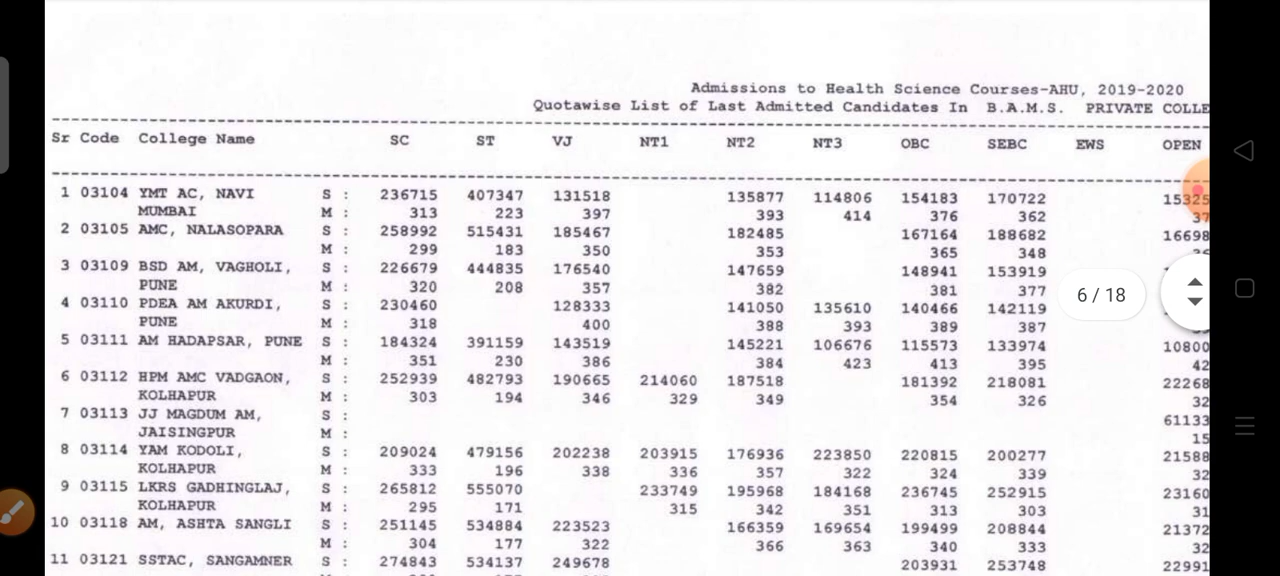 Admissions to Health Science Courses-AHU, 2019-2020
Quotawise List of Last Admitted Candidates In B.A.M.S. PRIVATE COLLE
Sr Code College Name SC ST VJ NT1 NT2 NT3 OBC SEBC EWS OPEN
1 03104 YMT AC, NAVI S : 236715 407347 131518 135877 114806 154183 170722 15325
MUMBAI M : 313 223 397 393 414 376 362 37
2 03105 AMC, NALASOPARA S : 258992 515431 185467 182485 167164 188682 16698
M : 299 183 350 353 365 348
3 03109 BSD AM, VAGHOLI, S : 226679 444835 176540 147659 148941 153919
PUNE M : 320 208 357 382 381 377
6 / 18
4 03110 PDEA AM AKURDI, S : 230460 128333 141050 135610 140466 142119
PUNE M : 318 400 388 393 389 387
5 03111 AM HADAPSAR, PUNE S : 184324 391159 143519 145221 106676 115573 133974 10800
M : 351 230 386 384 423 413 395 42
6 03112 HPM AMC VADGAON, S : 252939 482793 190665 214060 187518 181392 218081 22268
KOLHAPUR M : 303 194 346 329 349 354 326 32
7 03113 JJ MAGDUM AM, S : 61133
JAISINGPUR M : 15
8 03114 YAM KODOLI, S : 209024 479156 202238 203915 176936 223850 220815 200277 21588
KOLHAPUR M : 333 196 338 336 357 322 324 339 32
9 03115 LKRS GADHINGLAJ, S : 265812 555070 233749 195968 184168 236745 252915 23160
KOLHAPUR M : 295 171 315 342 351 313 303 31
10 03118 AM, ASHTA SANGLI S : 251145 534884 223523 166359 169654 199499 208844 21372
M : 304 177 322 366 363 340 333 32
11 03121 SSTAC, SANGAMNER S : 274843 534137 249678 203931 253748 22991